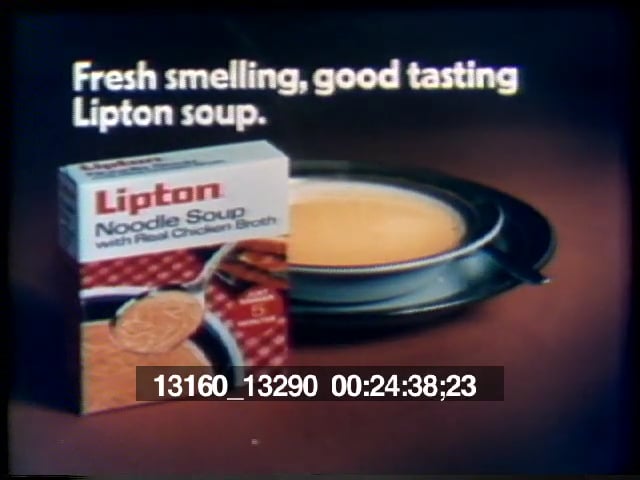 Fresh smelling, good tasting
Lipton soup.
Lipton
Noodle Soup
with Real Chicken Broth
13160_13290 00:24:38;23